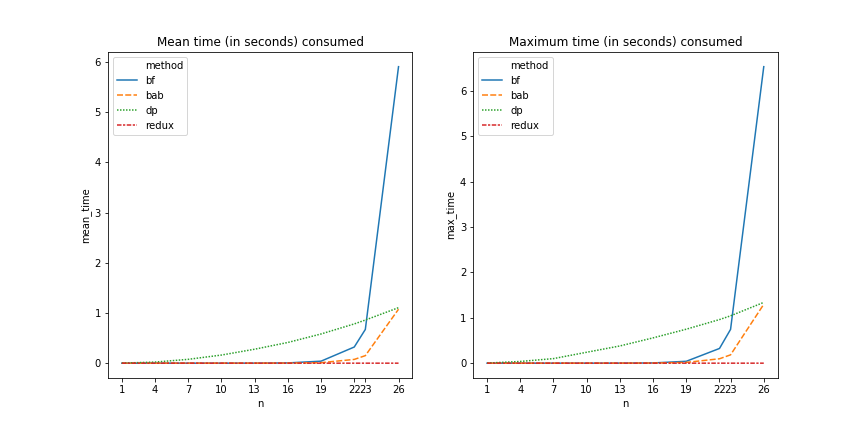 Mean time (in seconds) consumed
method
bf
bab
dp
redux
6
5
4
3
2
1
0
mean_time
1 4 7 10 13 16 19 2223 26
n
Maximum time (in seconds) consumed
method
bf
bab
dp
redux
6
5
4
3
2
1
0
max_time
1 4 7 10 13 16 19 2223 26
n